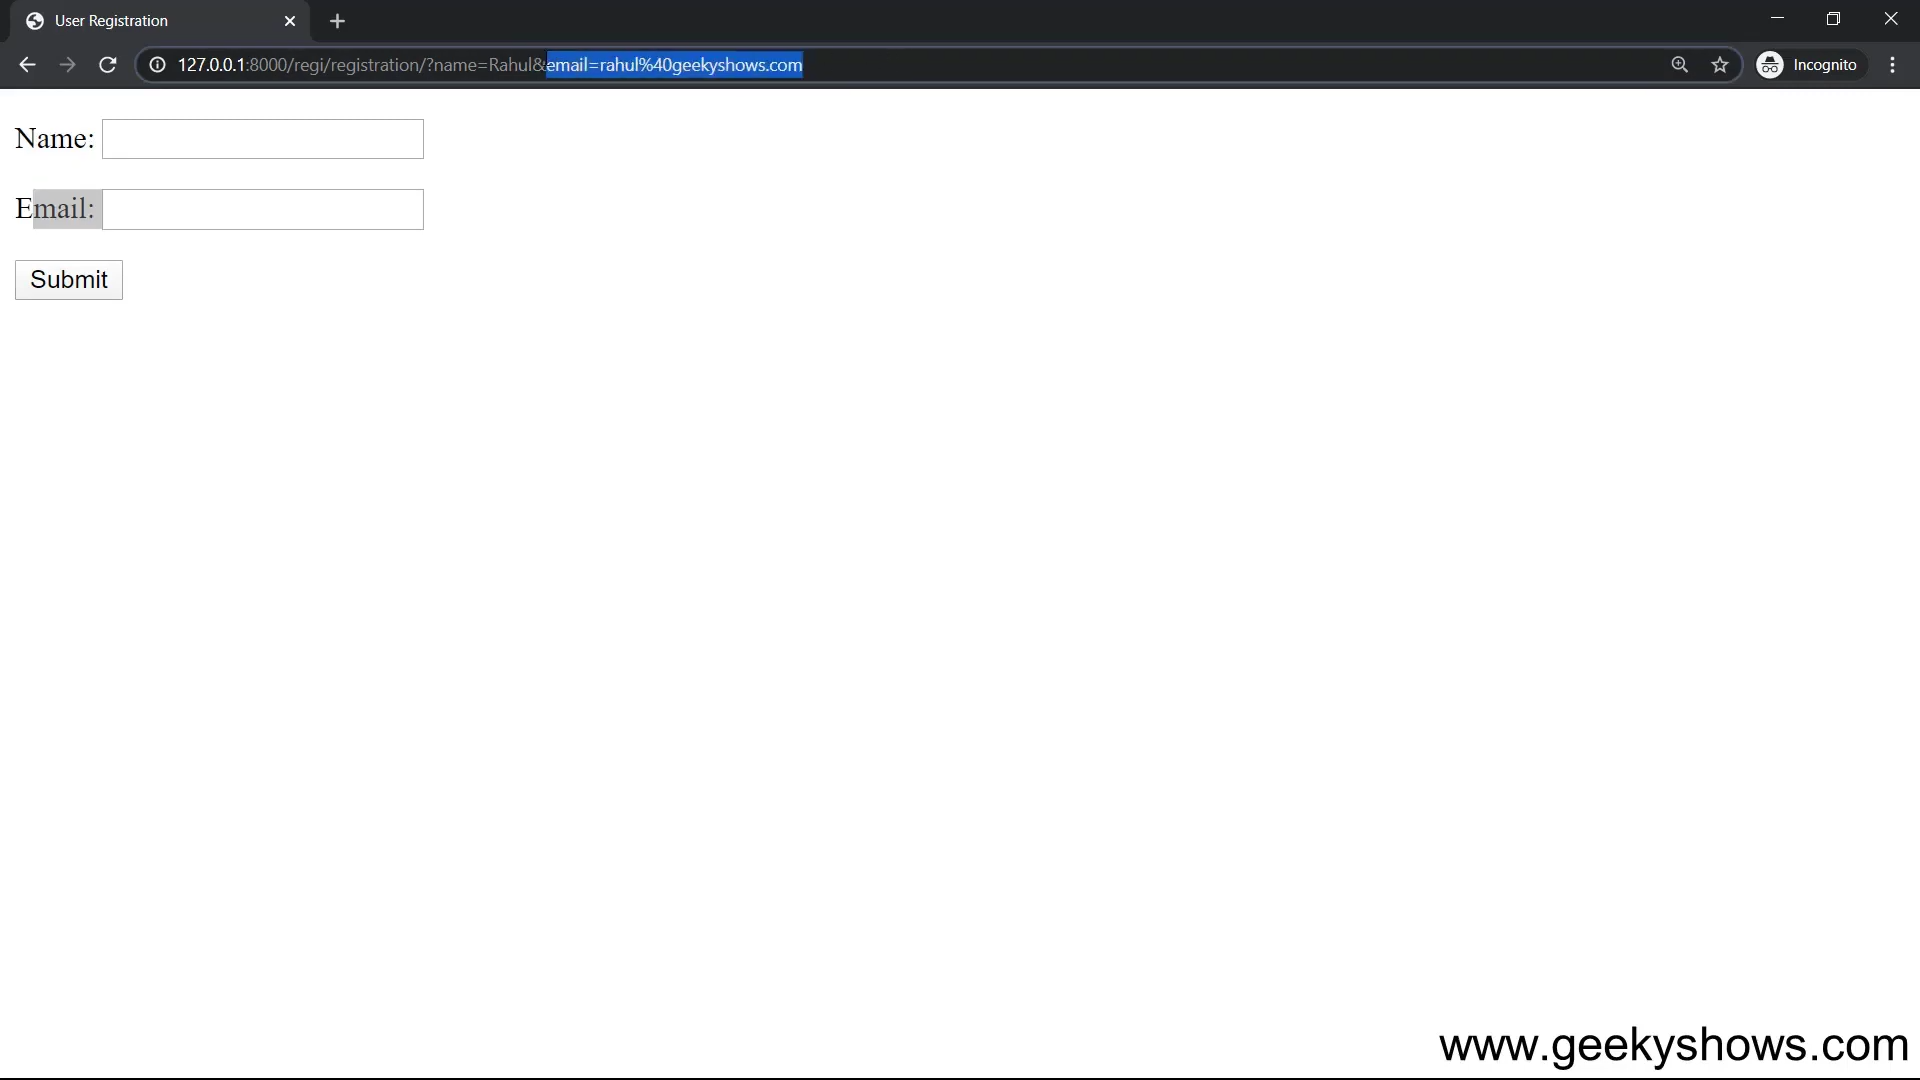 User Registration
127.0.0.1:8000/regi/registration/?name=Rahul&email=rahul%40geekyshows.com
Incognito
Name:
Email:
Submit
www.geekyshows.com